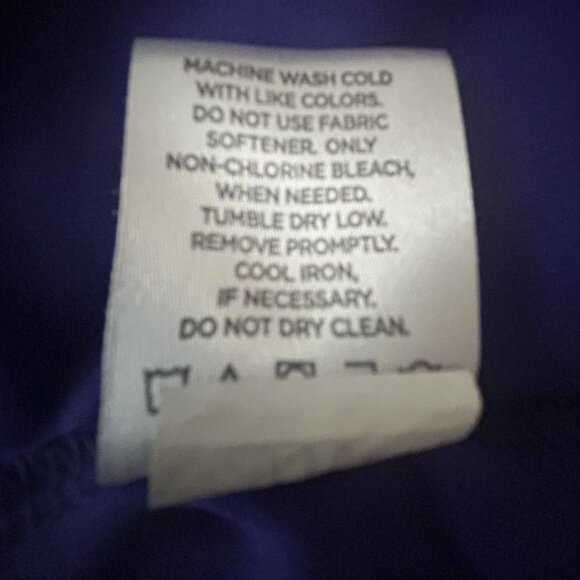 MACHINE WASH COLD
WITH LIKE COLORS.
DO NOT USE FABRIC
SOFTENER. ONLY
NON-CHLORINE BLEACH,
WHEN NEEDED.
TUMBLE DRY LOW.
REMOVE PROMPTLY.
COOL IRON,
IF NECESSARY.
DO NOT DRY CLEAN.